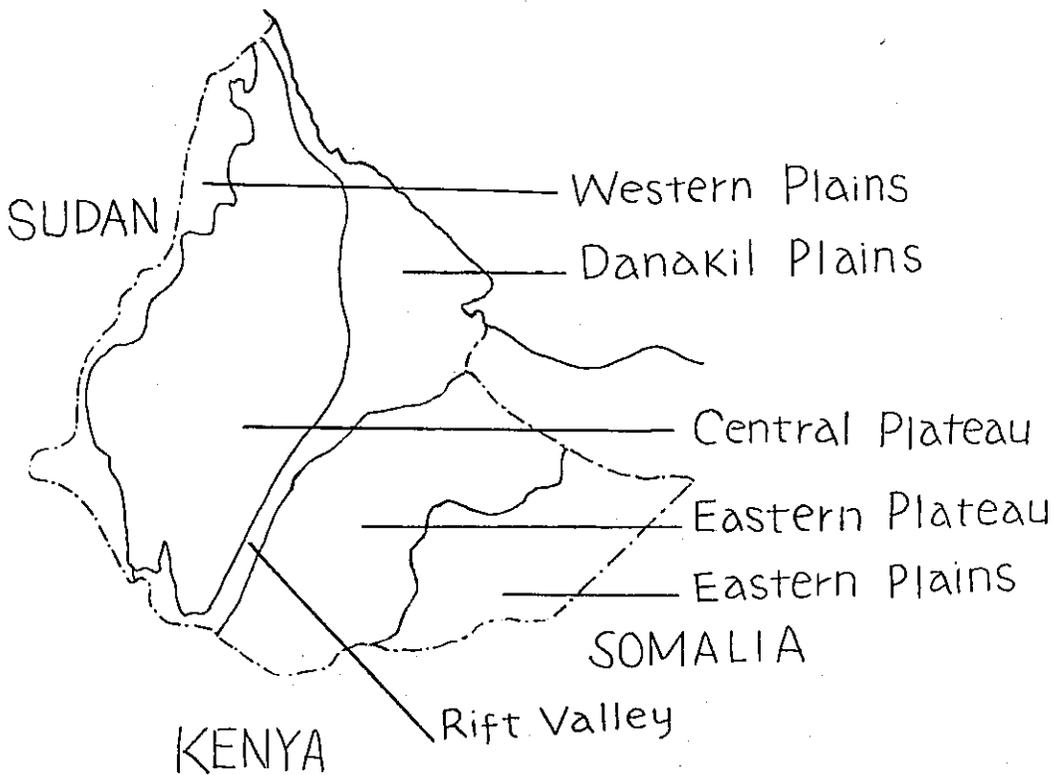 Western Plains
SUDAN
Danakil Plains
Central Plateau
Eastern Plateau
Eastern Plains
SOMALIA
Rift Valley
KENYA